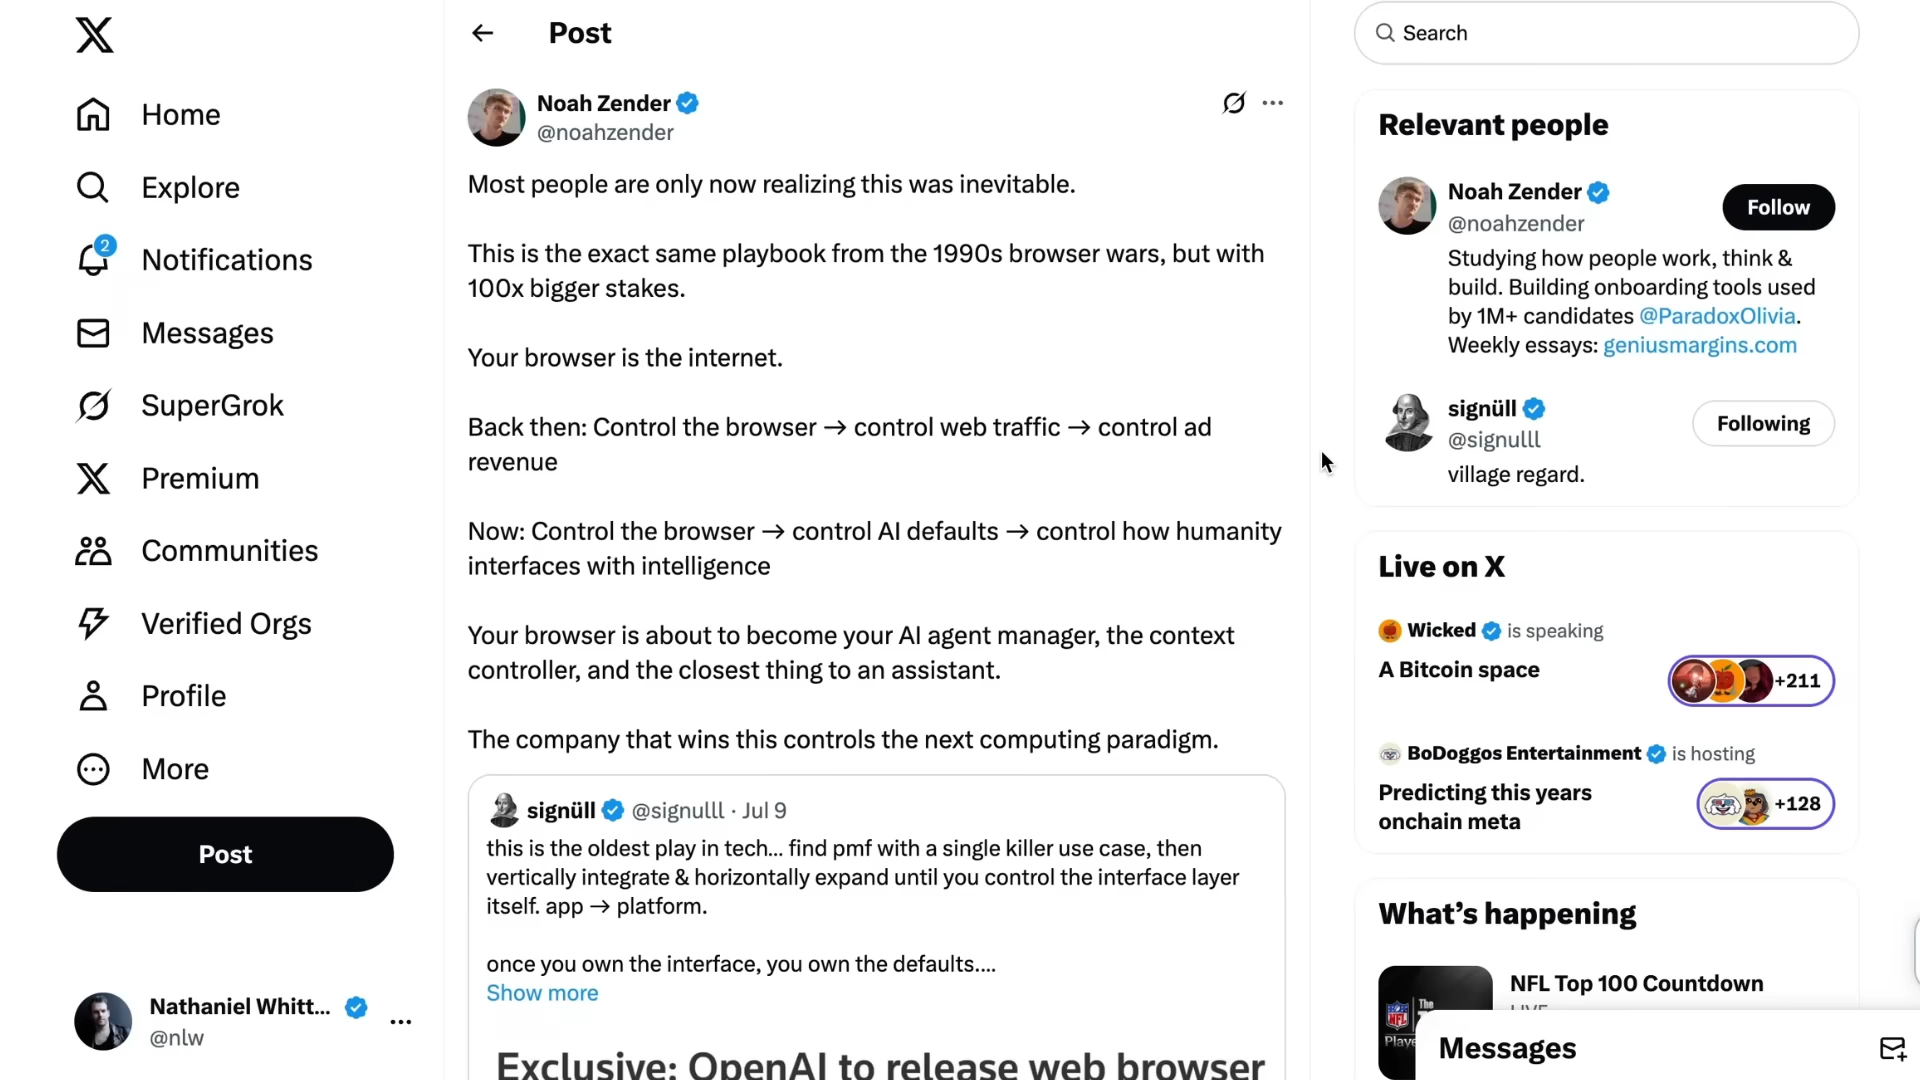 Home
Explore
2
Notifications
Messages
SuperGrok
Premium
Communities
Verified Orgs
Profile
More
Post
Nathaniel Whitt...
@nlw
Post
Noah Zender
@noahzender
Most people are only now realizing this was inevitable.
This is the exact same playbook from the 1990s browser wars, but with
100x bigger stakes.
Your browser is the internet.
Back then: Control the browser → control web traffic → control ad
revenue
Now: Control the browser → control AI defaults → control how humanity
interfaces with intelligence
Your browser is about to become your AI agent manager, the context
controller, and the closest thing to an assistant.
The company that wins this controls the next computing paradigm.
signüll @signulll · Jul 9
this is the oldest play in tech... find pmf with a single killer use case, then
vertically integrate & horizontally expand until you control the interface layer
itself. app → platform.
once you own the interface, you own the defaults....
Show more
Exclusive: OpenAI to release web browser
Search
Relevant people
Noah Zender
@noahzender
Follow
Studying how people work, think &
build. Building onboarding tools used
by 1M+ candidates @ParadoxOlivia.
Weekly essays: geniusmargins.com
signüll
@signulll
Following
village regard.
Live on X
Wicked is speaking
A Bitcoin space
+211
BoDoggos Entertainment is hosting
Predicting this years
onchain meta
+128
What's happening
NFL Top 100 Countdown
LIVE
NFL
The
Messages